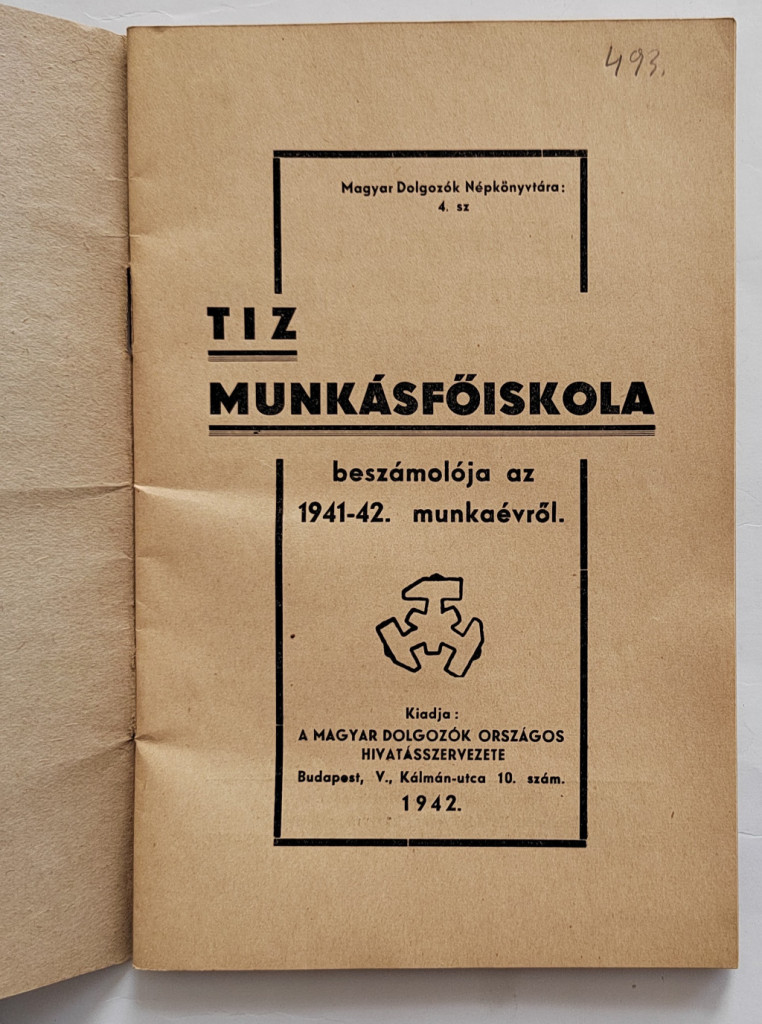 493.
Magyar Dolgozók Népkönyvtára:
4. sz
TIZ
MUNKÁSFŐISKOLA
beszámolója az
1941-42. munkaévről.
Kiadja:
A MAGYAR DOLGOZÓK ORSZÁGOS
HIVATÁSSZERVEZETE
Budapest, V., Kálmán-utca 10. szám.
1942.